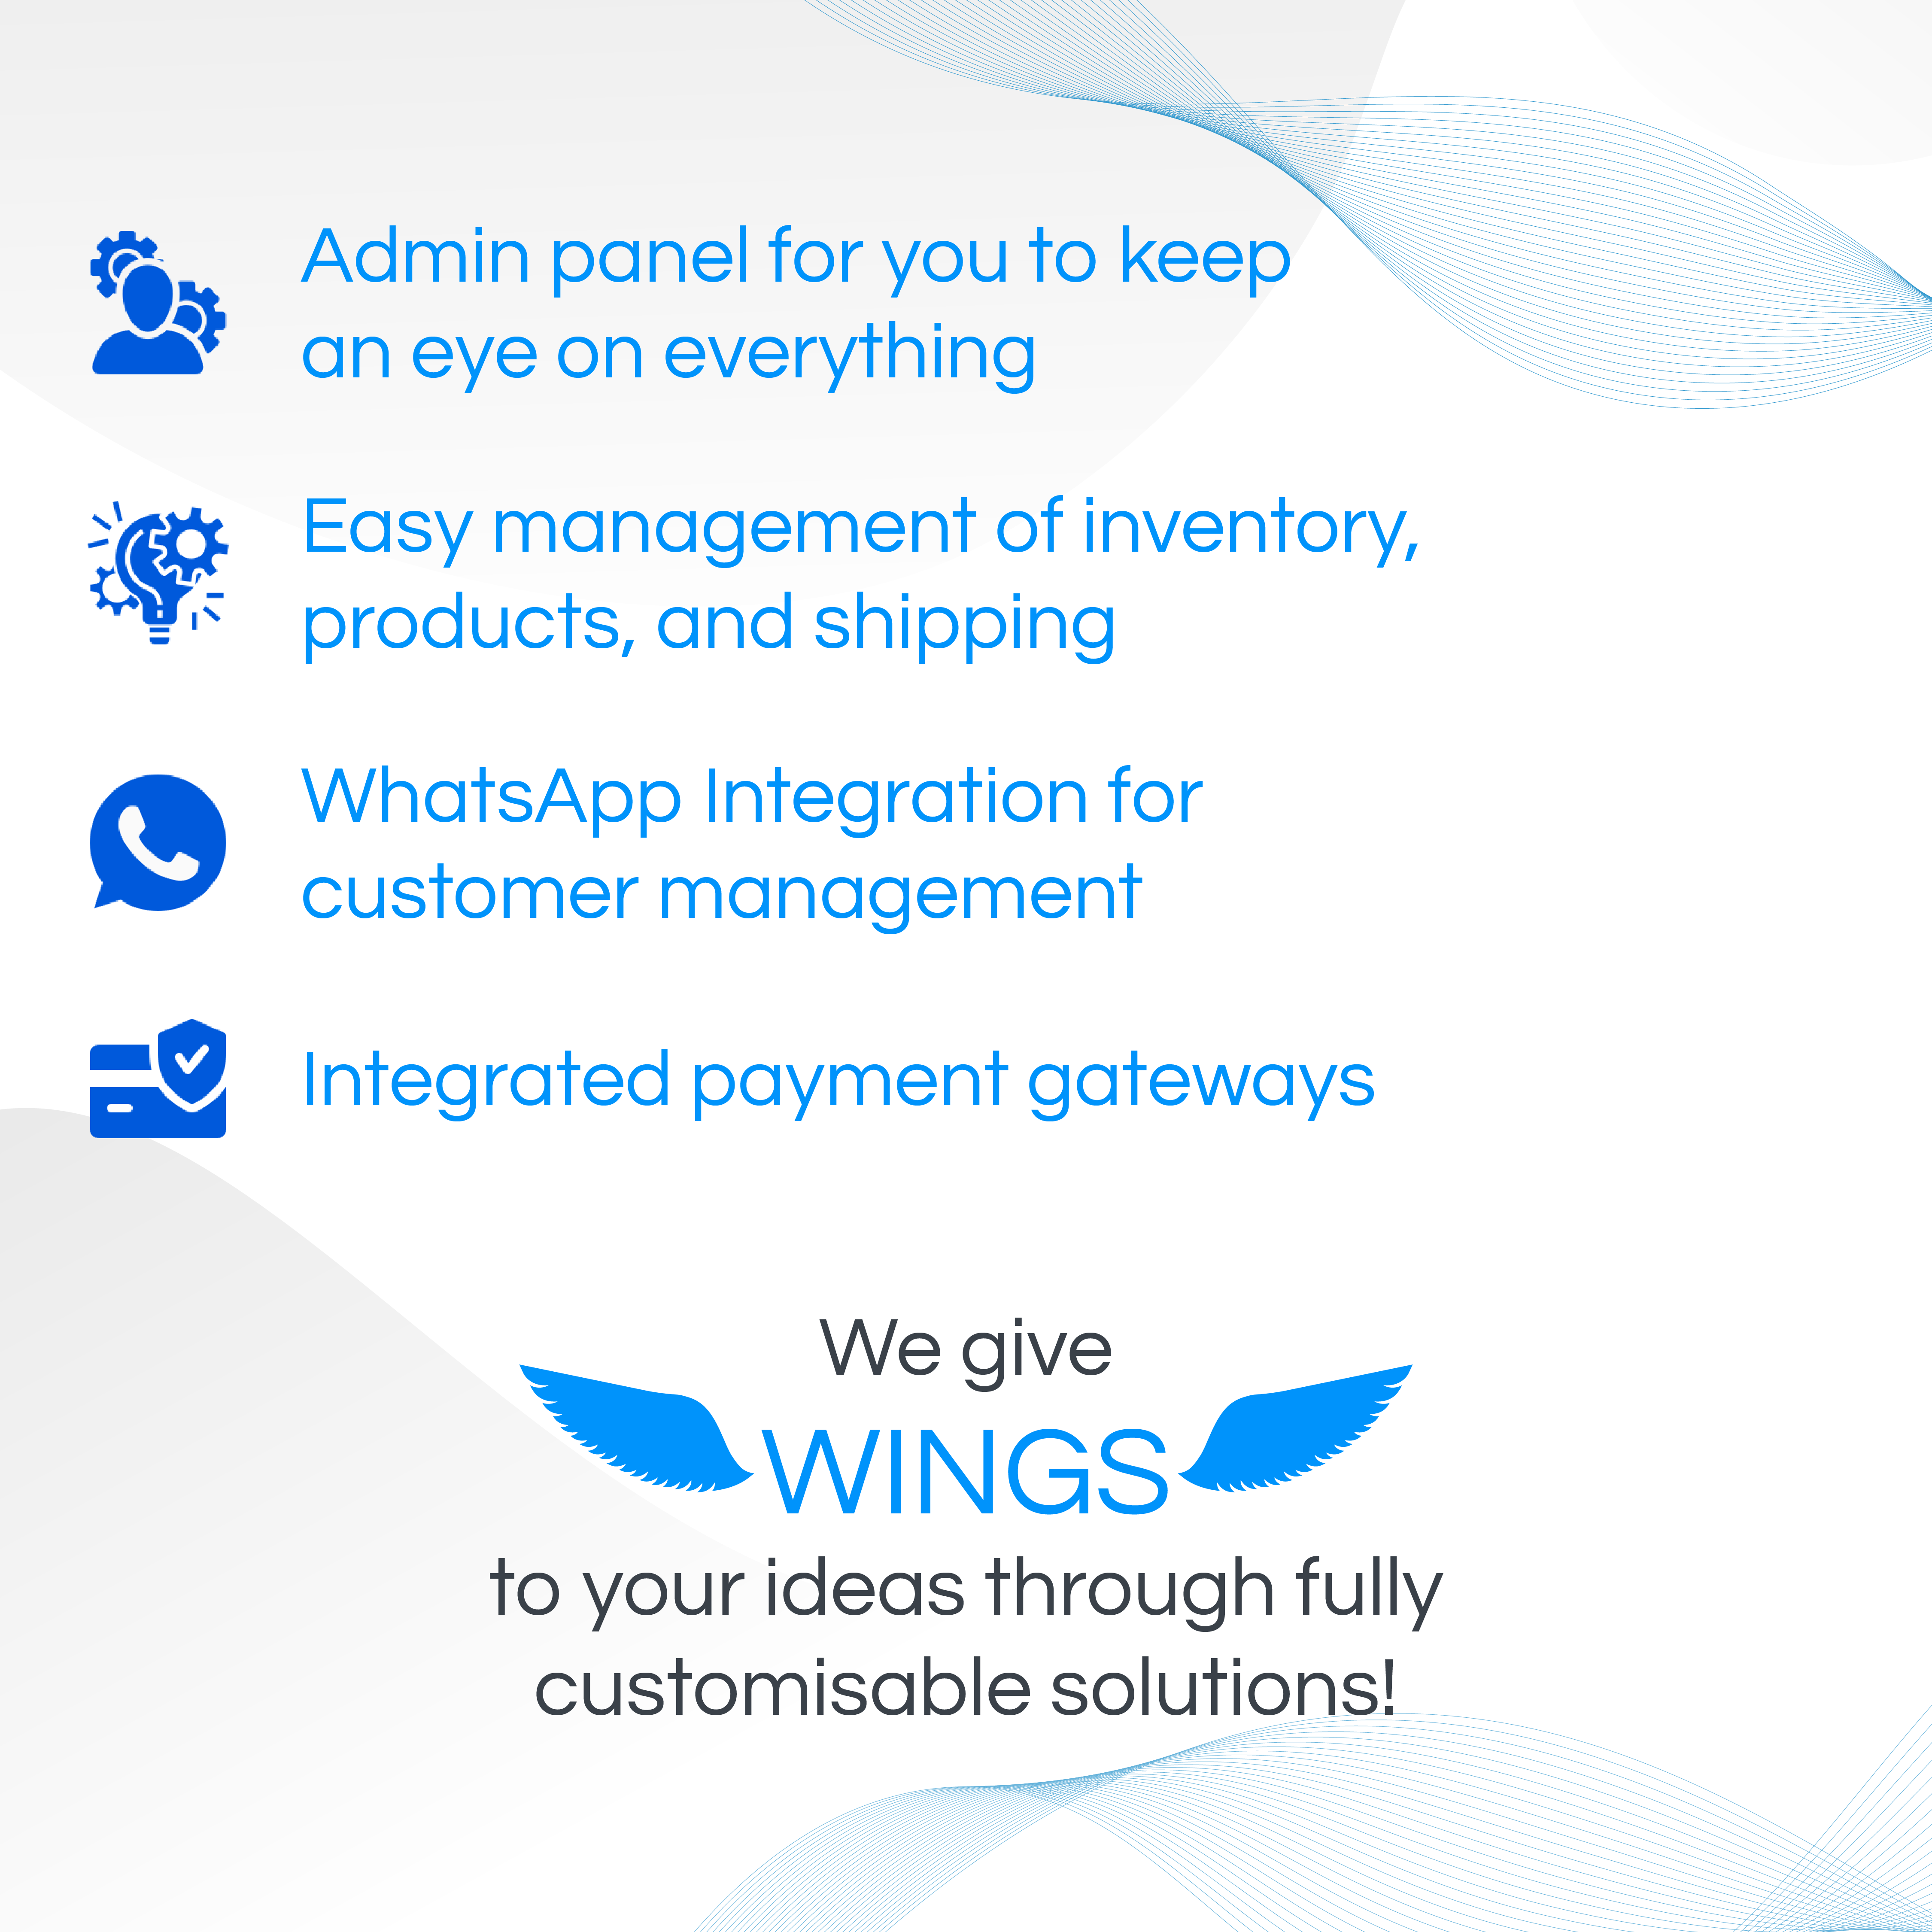 Admin panel for you to keep
an eye on everything
Easy management of inventory,
products, and shipping
WhatsApp Integration for
customer management
Integrated payment gateways
We give
WINGS
to your ideas through fully
customisable solutions!